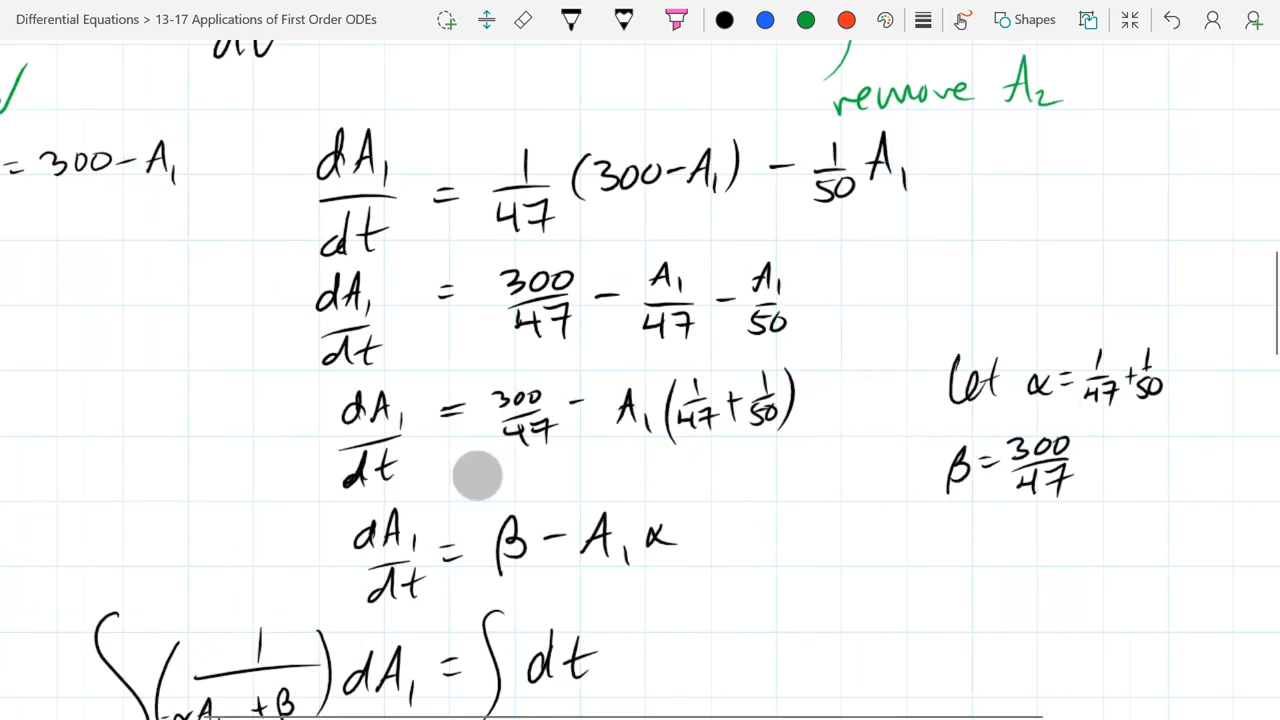 Differential Equations > 13-17 Applications of First Order ODEs
Shapes
remove A₂
= 300 - A₁
dA₁/dt = 1/47 (300 - A₁) - 1/50 A₁
dA₁/dt = 300/47 - A₁/47 - A₁/50
dA₁/dt = 300/47 - A₁(1/47 + 1/50)
let α = 1/47 + 1/50
β = 300/47
dA₁/dt = β - A₁α
∫(1/(-αA₁ + β)) dA₁ = ∫dt